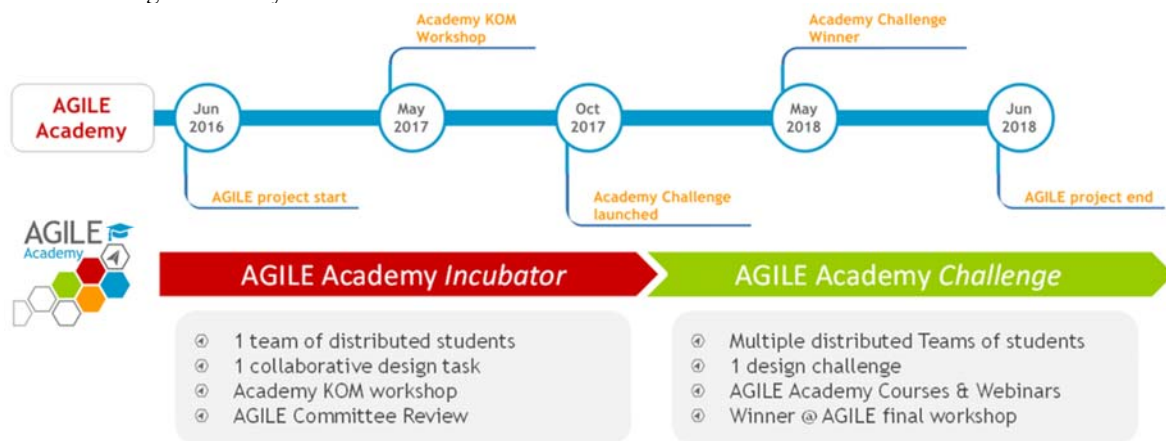 Academy KOM
Workshop
Academy Challenge
Winner
AGILE
Academy
Jun
2016
May
2017
Oct
2017
May
2018
Jun
2018
AGILE project start
Academy Challenge
launched
AGILE project end
AGILE
Academy
AGILE Academy Incubator
AGILE Academy Challenge
1 team of distributed students
1 collaborative design task
Academy KOM workshop
AGILE Committee Review
Multiple distributed Teams of students
1 design challenge
AGILE Academy Courses & Webinars
Winner @ AGILE final workshop